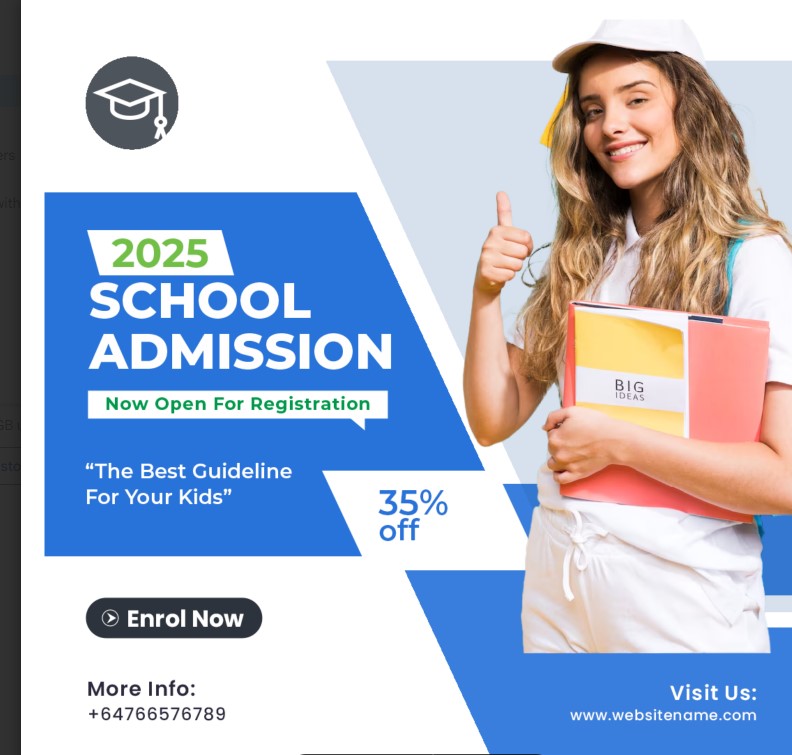 2025
SCHOOL
ADMISSION
Now Open For Registration
“The Best Guideline
For Your Kids”
35%
off
BIG
IDEAS
Enrol Now
More Info:
+64766576789
Visit Us:
www.websitename.com